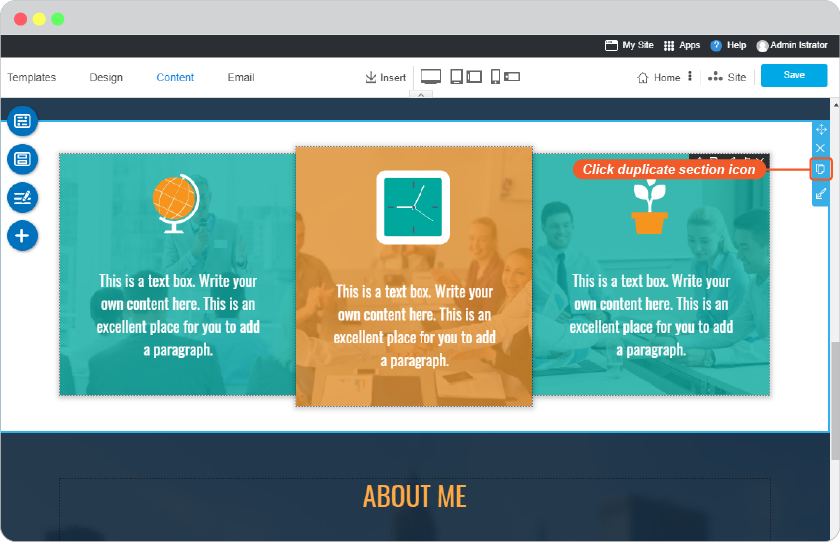 My Site Apps ? Help Admin Istrator
Templates Design Content Email Insert Home Site Save
Click duplicate section icon
This is a text box. Write your
own content here. This is an
excellent place for you to add
a paragraph.
This is a text box. Write your
own content here. This is an
excellent place for you to add
a paragraph.
This is a text box. Write your
own content here. This is an
excellent place for you to add
a paragraph.
ABOUT ME